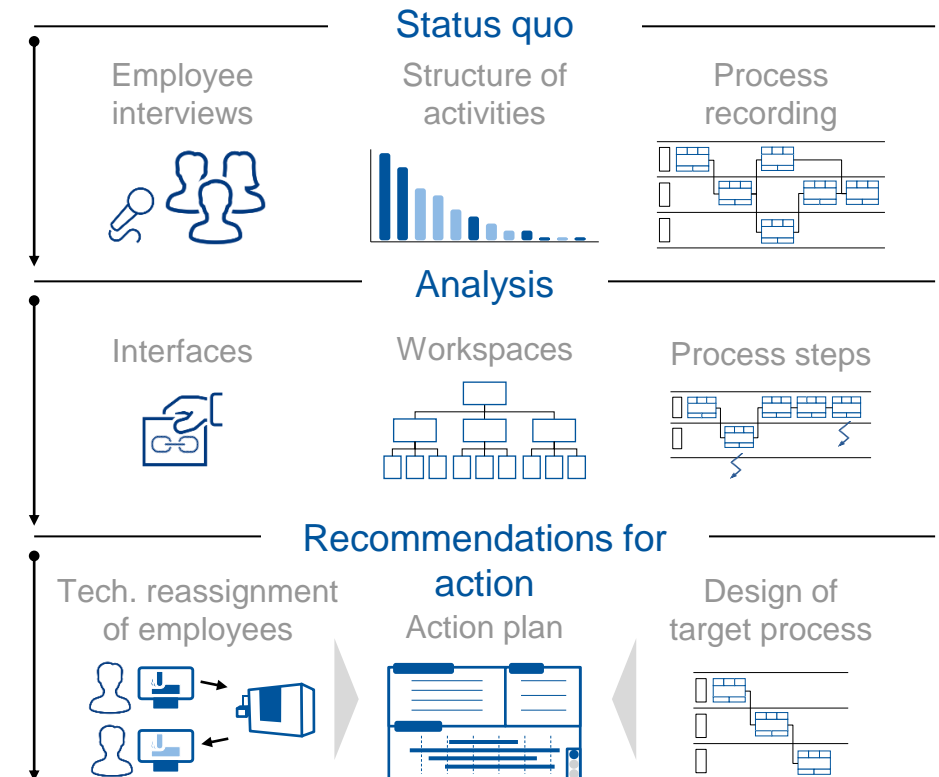 Status quo
Employee
interviews
Structure of
activities
Process
recording
Analysis
Interfaces
Workspaces
Process steps
Recommendations for
action
Tech. reassignment
of employees
Action plan
Design of
target process